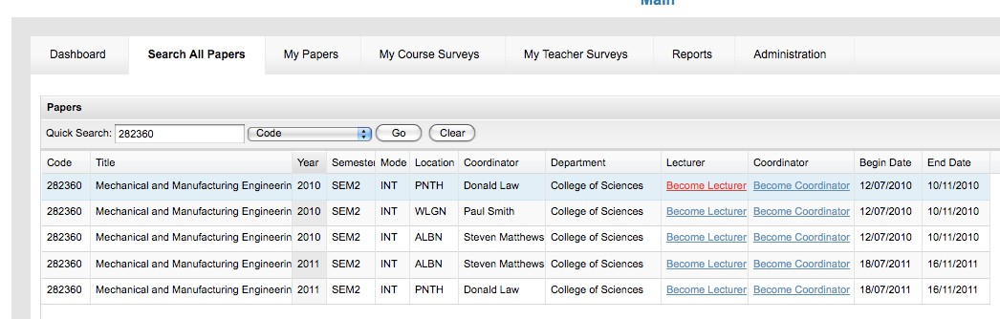 Main
Dashboard Search All Papers My Papers My Course Surveys My Teacher Surveys Reports Administration
Papers
Quick Search: 282360 Code Go Clear
Code Title Year Semester Mode Location Coordinator Department Lecturer Coordinator Begin Date End Date
282360 Mechanical and Manufacturing Engineerin 2010 SEM2 INT PNTH Donald Law College of Sciences Become Lecturer Become Coordinator 12/07/2010 10/11/2010
282360 Mechanical and Manufacturing Engineerin 2010 SEM2 INT WLGN Paul Smith College of Sciences Become Lecturer Become Coordinator 12/07/2010 10/11/2010
282360 Mechanical and Manufacturing Engineerin 2010 SEM2 INT ALBN Steven Matthews College of Sciences Become Lecturer Become Coordinator 12/07/2010 10/11/2010
282360 Mechanical and Manufacturing Engineerin 2011 SEM2 INT ALBN Steven Matthews College of Sciences Become Lecturer Become Coordinator 18/07/2011 16/11/2011
282360 Mechanical and Manufacturing Engineerin 2011 SEM2 INT PNTH Donald Law College of Sciences Become Lecturer Become Coordinator 18/07/2011 16/11/2011